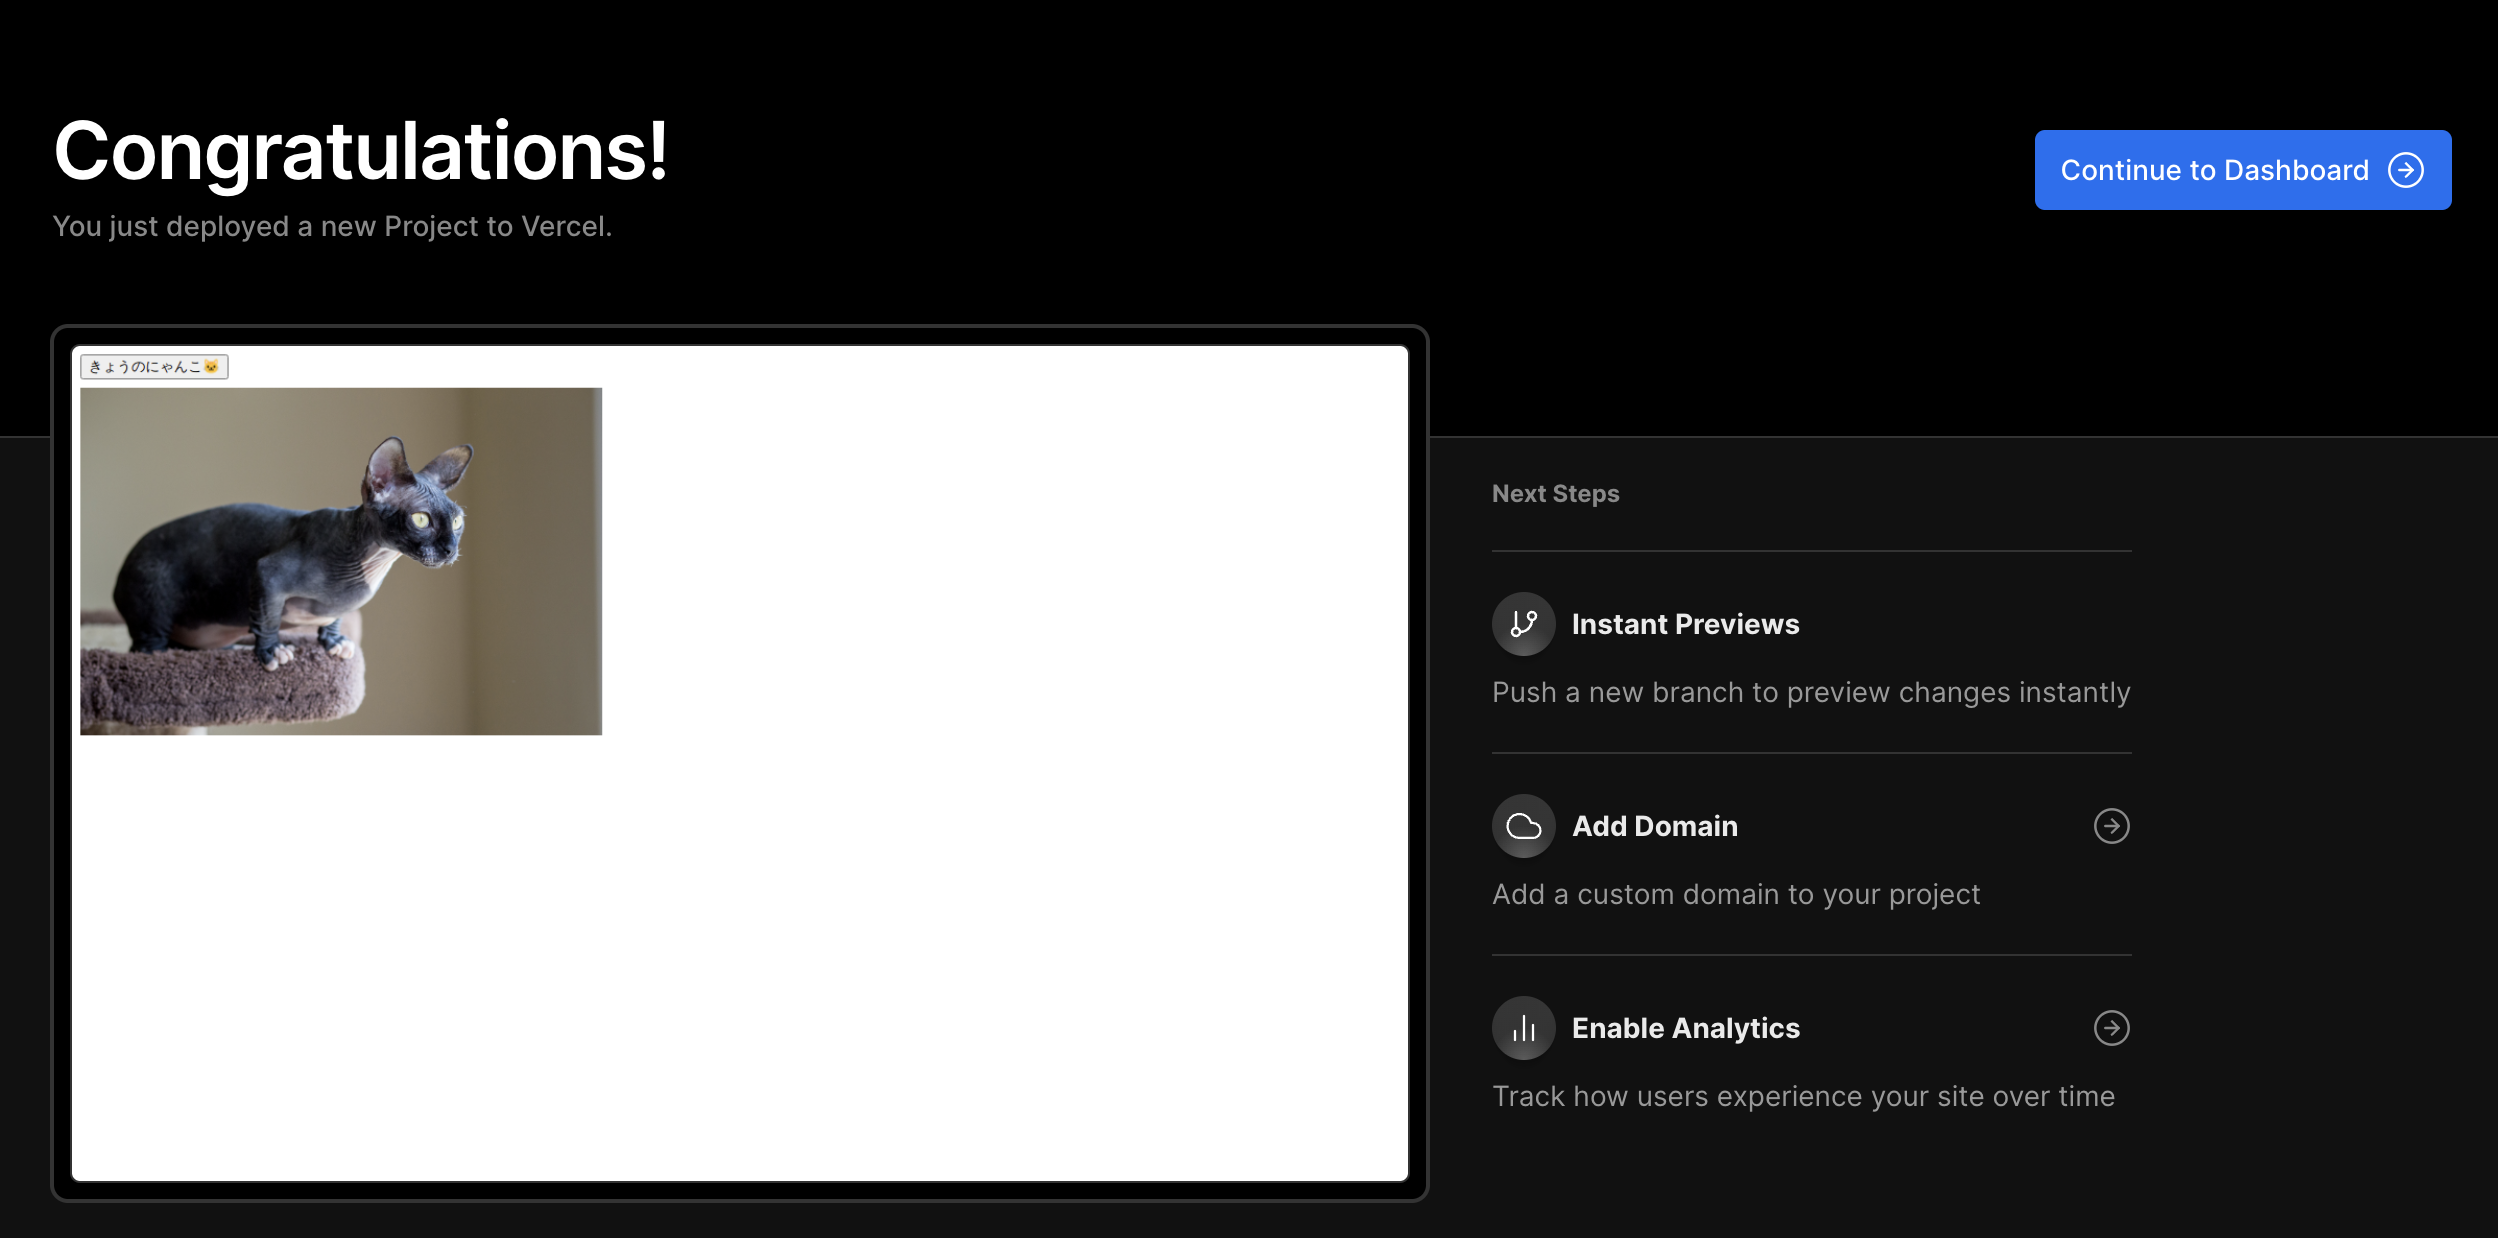 Congratulations!
You just deployed a new Project to Vercel.
Continue to Dashboard
きょうのにゃんこ🐱
Next Steps
Instant Previews
Push a new branch to preview changes instantly
Add Domain
Add a custom domain to your project
Enable Analytics
Track how users experience your site over time